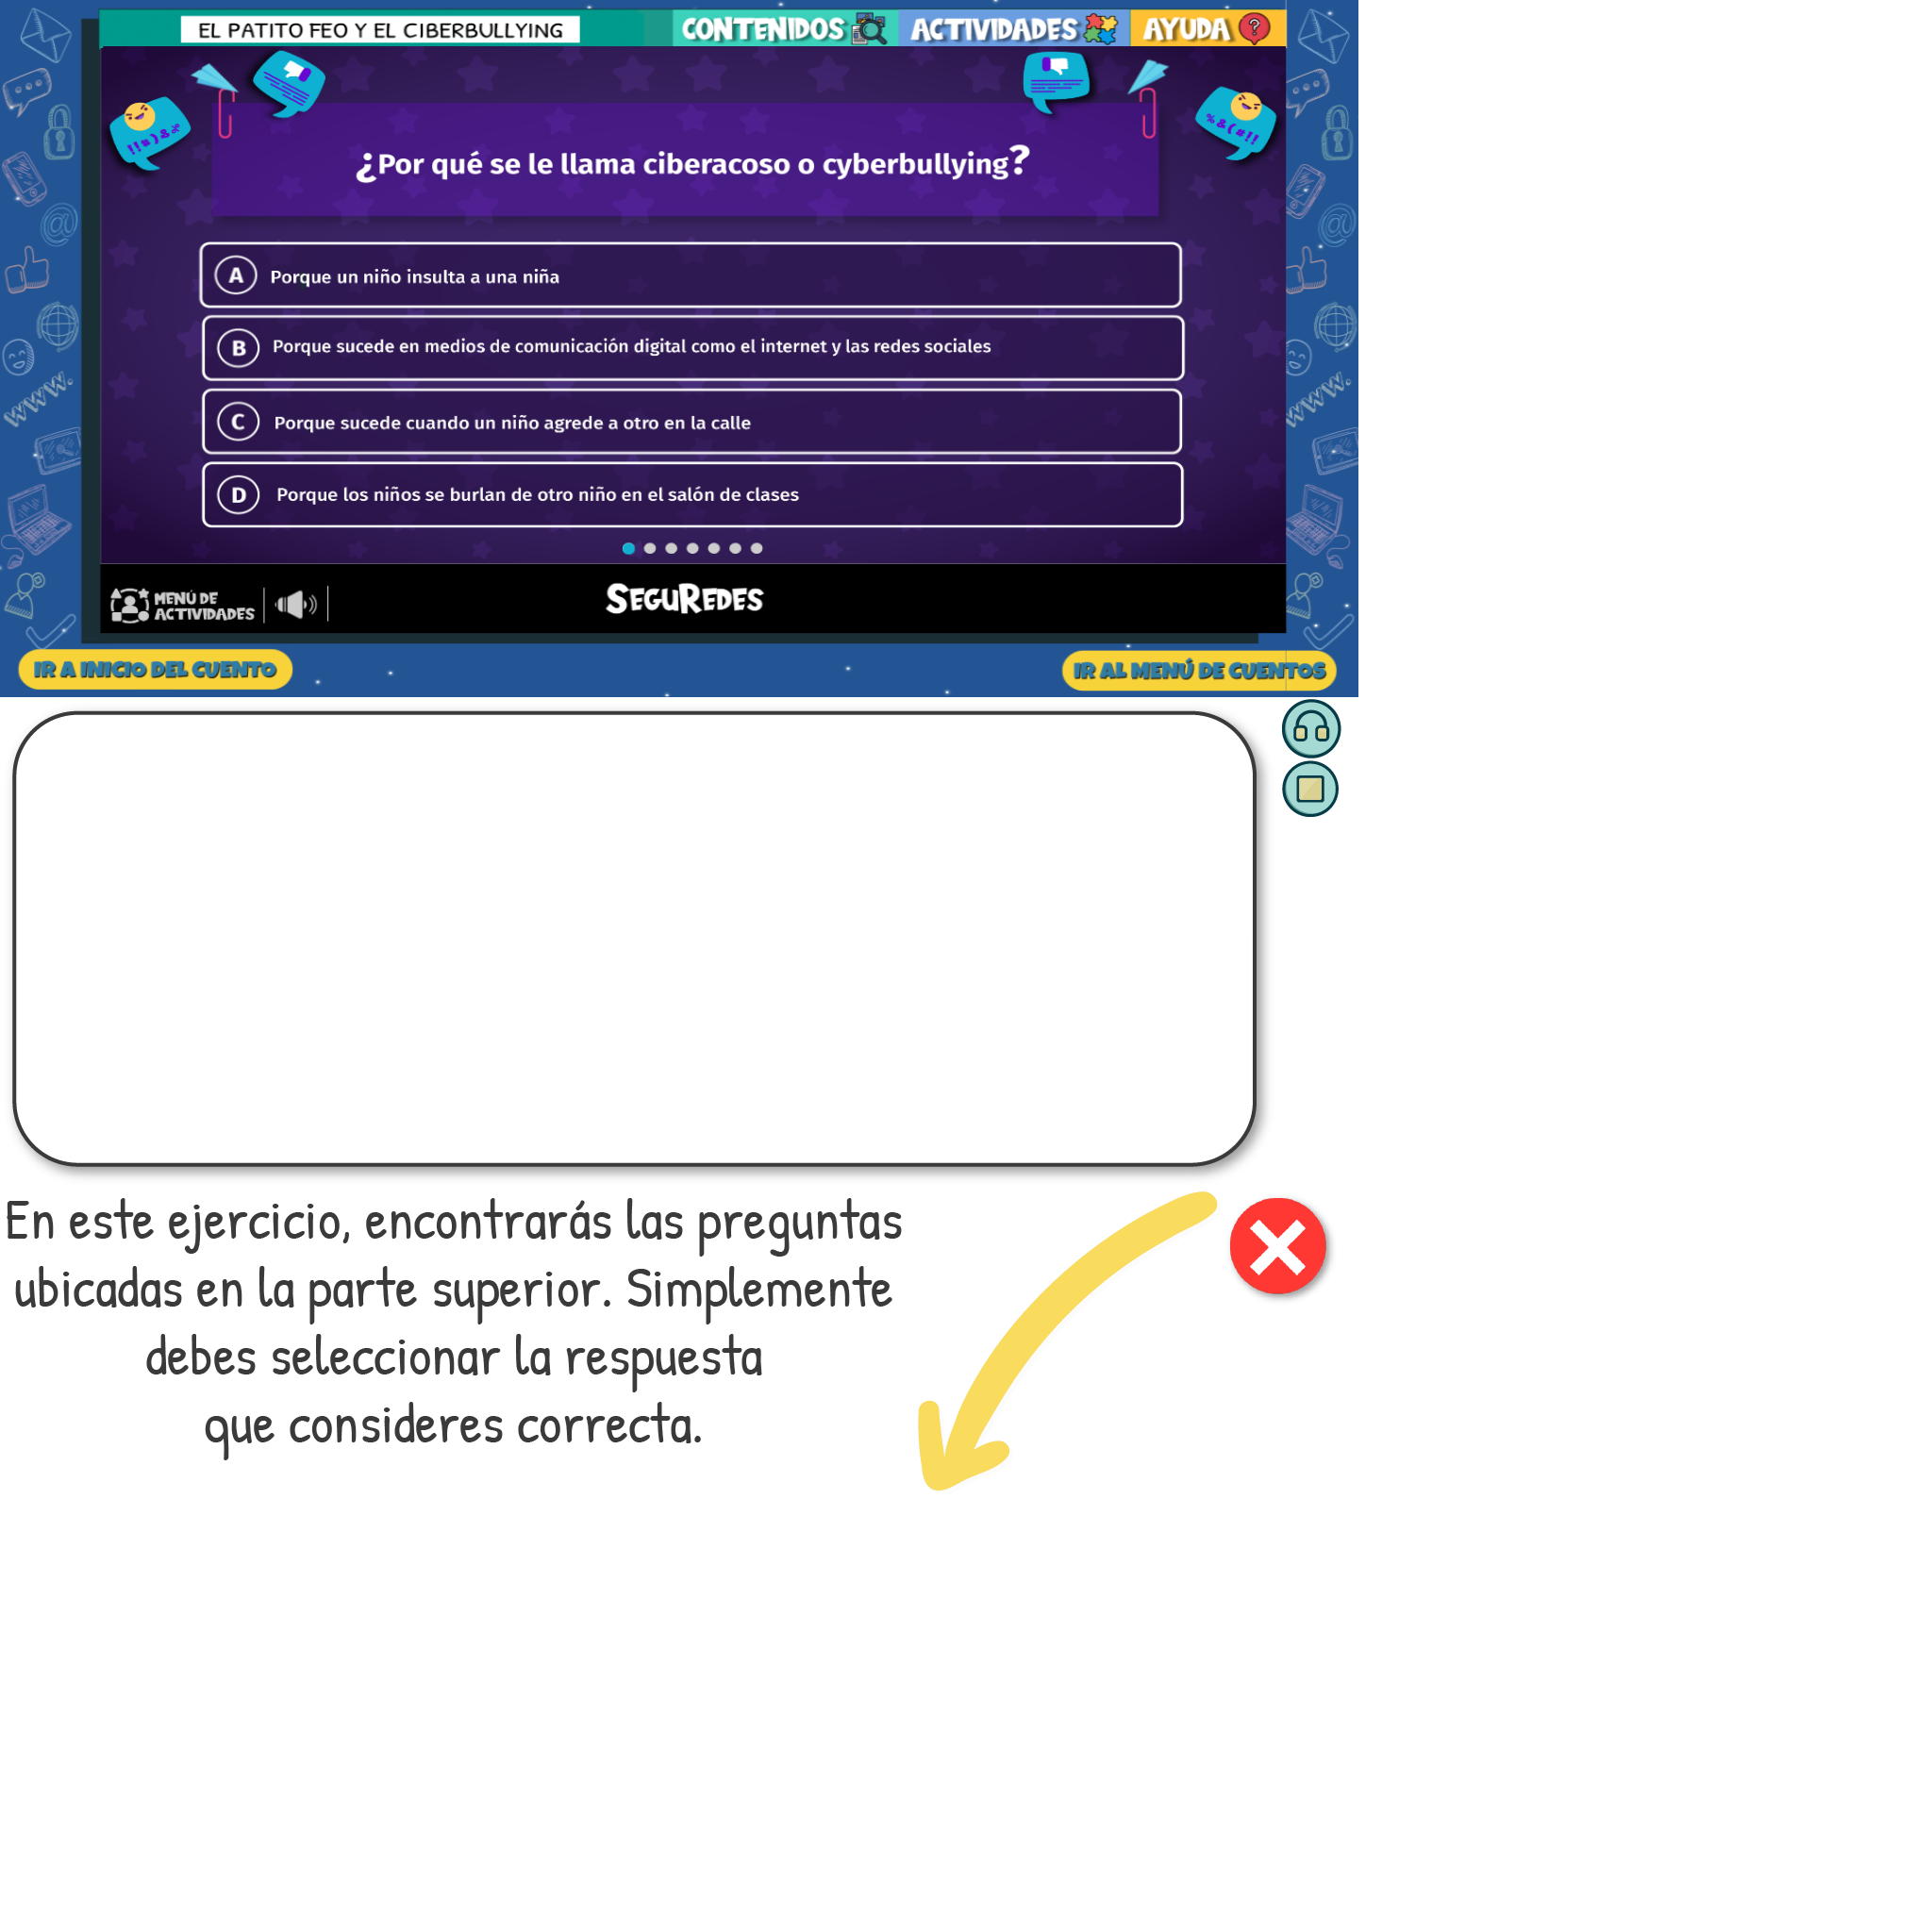 EL PATITO FEO Y EL CIBERBULLYING
CONTENIDOS
ACTIVIDADES
AYUDA
¿Por qué se le llama ciberacoso o cyberbullying?
A Porque un niño insulta a una niña
B Porque sucede en medios de comunicación digital como el internet y las redes sociales
C Porque sucede cuando un niño agrede a otro en la calle
D Porque los niños se burlan de otro niño en el salón de clases
MENÚ DE
ACTIVIDADES
SEGUREDES
IR A INICIO DEL CUENTO
IR AL MENÚ DE CUENTOS
En este ejercicio, encontrarás las preguntas
ubicadas en la parte superior. Simplemente
debes seleccionar la respuesta
que consideres correcta.